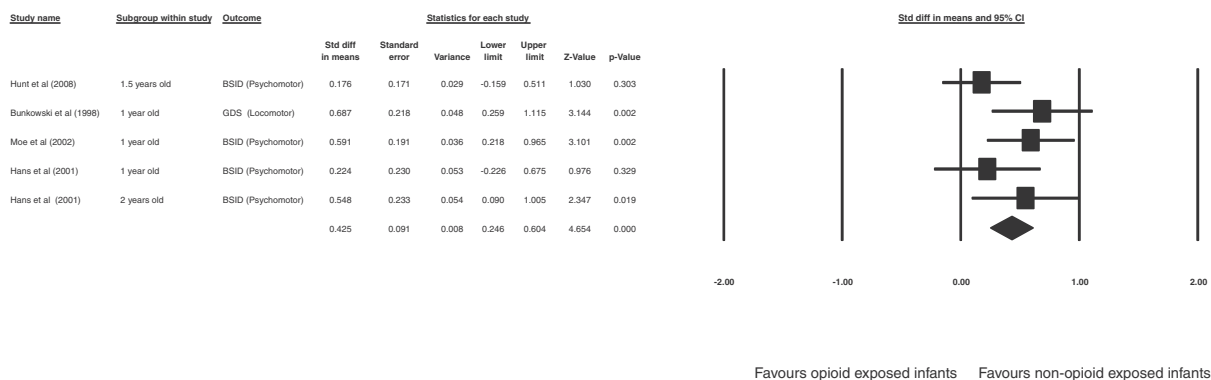 Study name Subgroup within study Outcome Statistics for each study Std diff in means and 95% CI
Std diff in means Standard error Variance Lower limit Upper limit Z-Value p-Value
Hunt et al (2008) 1.5 years old BSID (Psychomotor) 0.176 0.171 0.029 -0.159 0.511 1.030 0.303
Bunkowski et al (1998) 1 year old GDS (Locomotor) 0.687 0.218 0.048 0.259 1.115 3.144 0.002
Moe et al (2002) 1 year old BSID (Psychomotor) 0.591 0.191 0.036 0.218 0.965 3.101 0.002
Hans et al (2001) 1 year old BSID (Psychomotor) 0.224 0.230 0.053 -0.226 0.675 0.976 0.329
Hans et al (2001) 2 years old BSID (Psychomotor) 0.548 0.233 0.054 0.090 1.005 2.347 0.019
0.425 0.091 0.008 0.246 0.604 4.654 0.000
-2.00 -1.00 0.00 1.00 2.00
Favours opioid exposed infants Favours non-opioid exposed infants